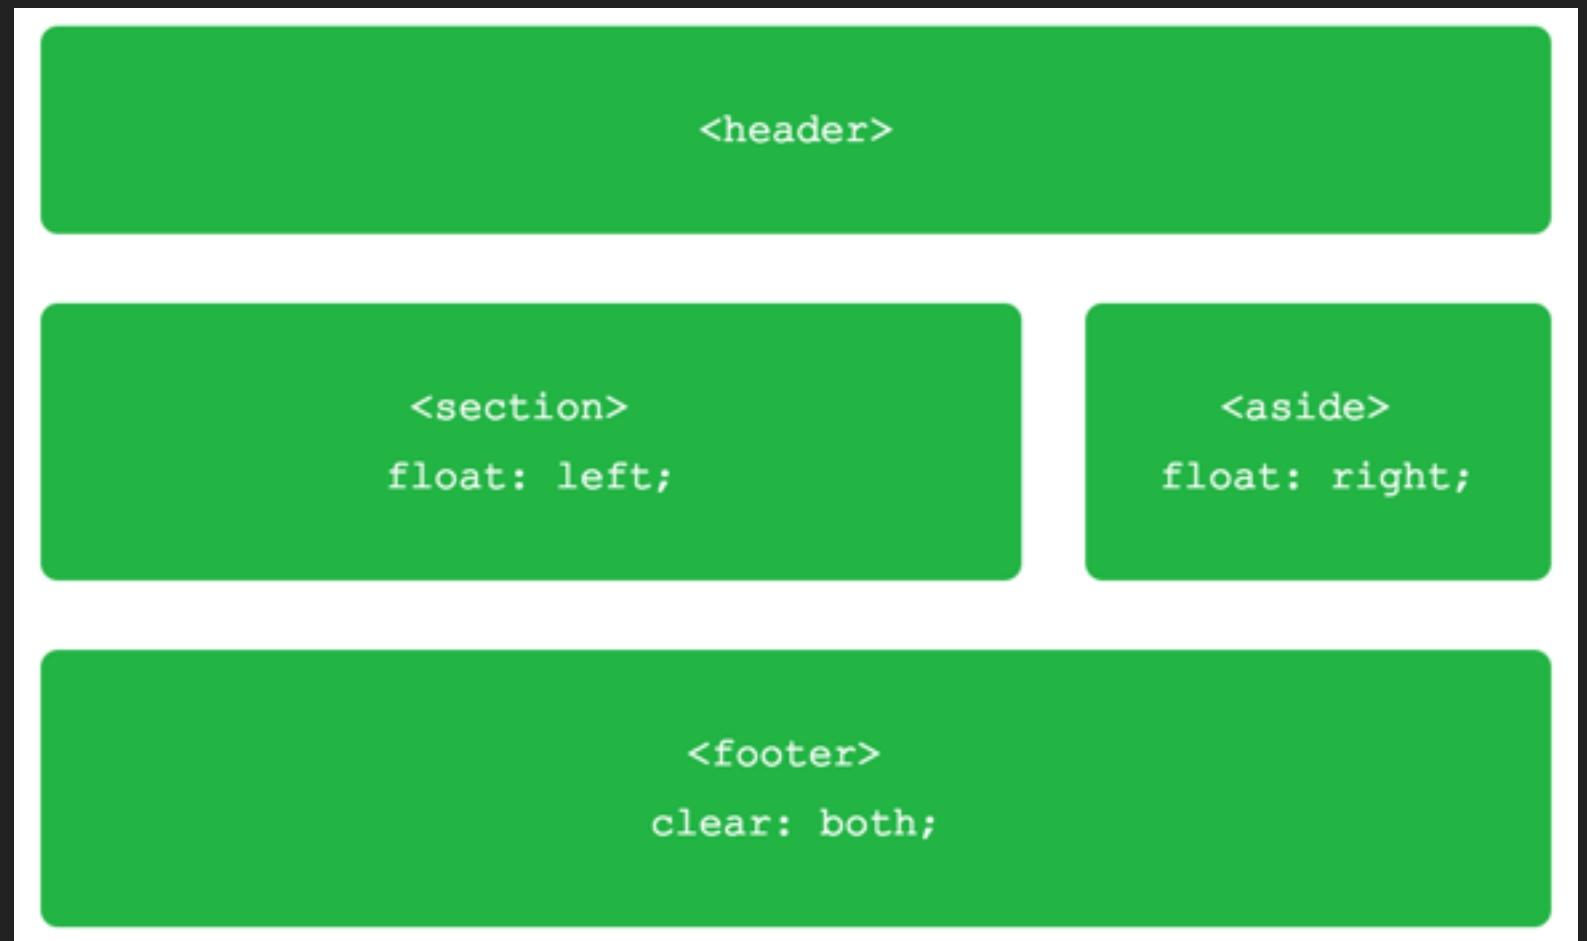 <header>
<section>
float: left;
<aside>
float: right;
<footer>
clear: both;